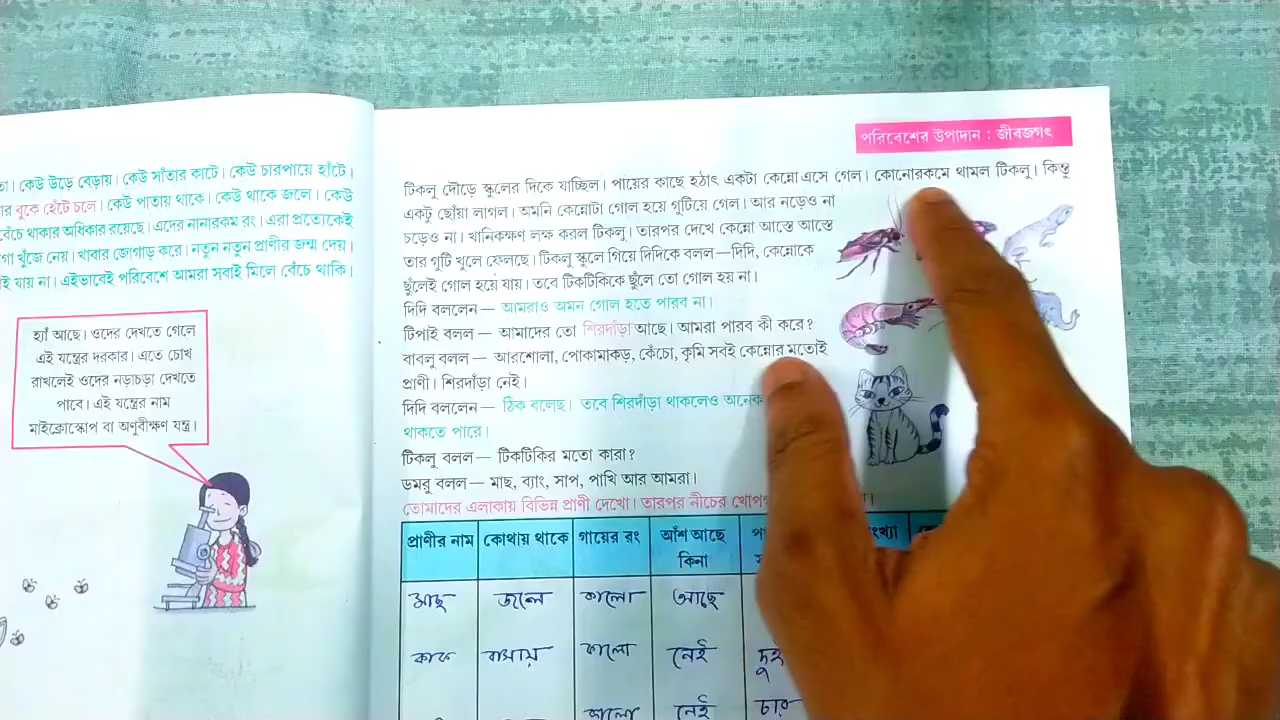 তা। কেউ উড়ে বেড়ায়। কেউ সাঁতার কাটে। কেউ চারপায়ে হাঁটে।
বুকে হেঁটে চলে। কেউ পাতায় থাকে। কেউ থাকে জলে। কেউ
বেঁচে থাকার অধিকার রয়েছে। এদের নানারকম রং। এরা প্রত্যেকেই
খুঁজে নেয়। খাবার জোগাড় করে। নতুন নতুন প্রাণীর জন্ম দেয়।
যায় না। এইভাবেই পরিবেশে আমরা সবাই মিলে বেঁচে থাকি।
হ্যাঁ আছে। ওদের দেখতে গেলে
এই যন্ত্রের দরকার। এতে চোখ
রাখলেই ওদের নড়াচড়া দেখতে
পাবে। এই যন্ত্রের নাম
মাইক্রোস্কোপ বা অণুবীক্ষণ যন্ত্র।
পরিবেশের উপাদান : জীবজগৎ
টিকলু দৌড়ে স্কুলের দিকে যাচ্ছিল। পায়ের কাছে হঠাৎ একটা কেন্নো এসে গেল। কোনোরকমে থামল টিকলু। কিন্তু
একটু ছোঁয়া লাগল। অমনি কেন্নোটা গোল হয়ে গুটিয়ে গেল। আর নড়েও না
চড়েও না। খানিকক্ষণ লক্ষ করল টিকলু। তারপর দেখে কেন্নো আস্তে আস্তে
তার গুটি খুলে ফেলছে। টিকলু স্কুলে গিয়ে দিদিকে বলল—দিদি, কেন্নোকে
ছুঁলেই গোল হয়ে যায়। তবে টিকটিকিকে ছুঁলে তো গোল হয় না।
দিদি বললেন— আমরাও অমন গোল হতে পারব না।
টিপাই বলল — আমাদের তো শিরদাঁড়া আছে। আমরা পারব কী করে?
বাবলু বলল — আরশোলা, পোকামাকড়, কেঁচো, কৃমি সবই কেন্নোর মতোই
প্রাণী। শিরদাঁড়া নেই।
দিদি বললেন— ঠিক বলেছ। তবে শিরদাঁড়া থাকলেও অনেক
থাকতে পারে।
টিকলু বলল— টিকটিকির মতো কারা?
ডমরু বলল — মাছ, ব্যাং, সাপ, পাখি আর আমরা।
তোমাদের এলাকায় বিভিন্ন প্রাণী দেখো। তারপর নীচের
প্রাণীর নাম কোথায় থাকে গায়ের রং আঁশ আছে কিনা
মাছ জলে কালো আছে
কাক বাসায় কালো নেই দুই
কালো নেই চার